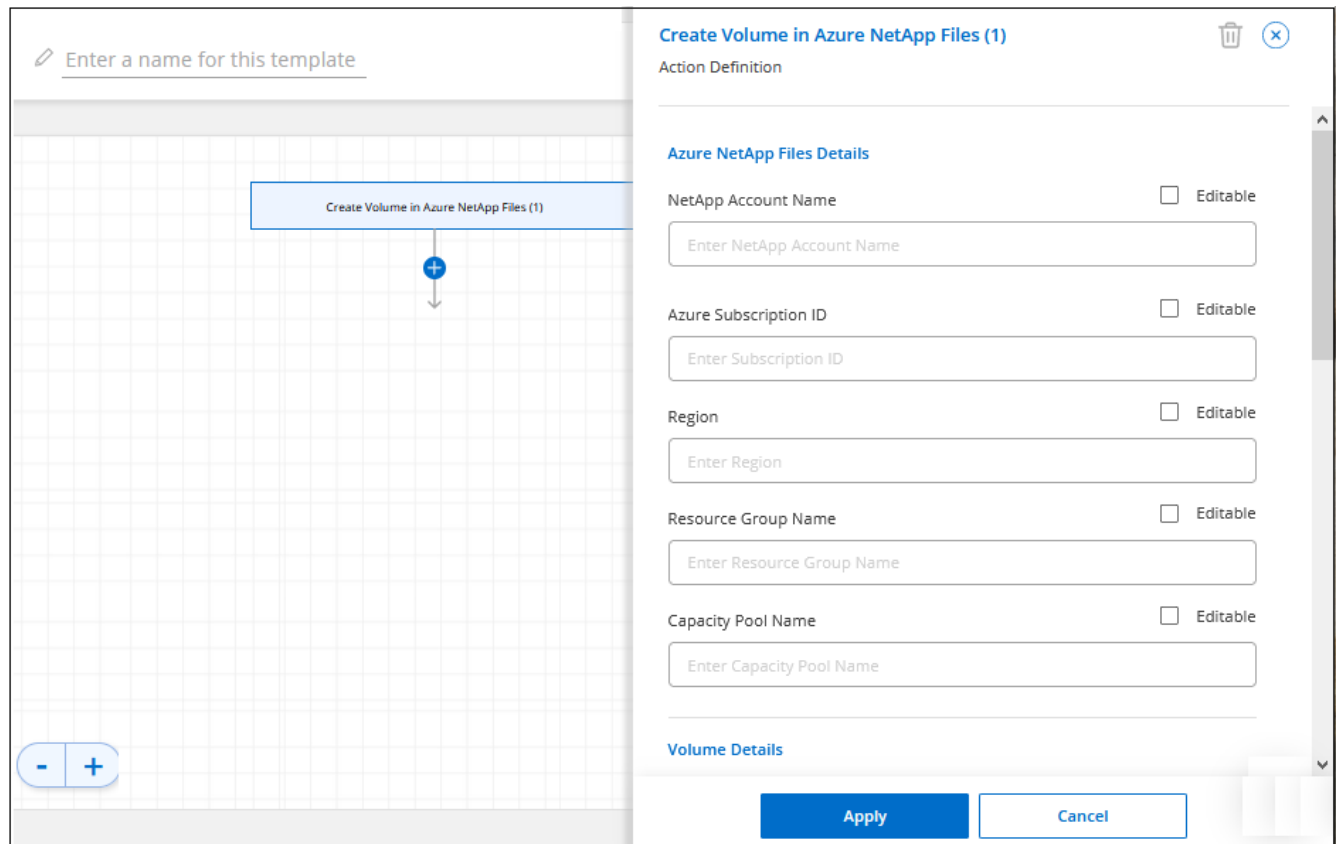 Enter a name for this template
Create Volume in Azure NetApp Files (1)
- +
Create Volume in Azure NetApp Files (1)
Action Definition
Azure NetApp Files Details
NetApp Account Name Editable
Enter NetApp Account Name
Azure Subscription ID Editable
Enter Subscription ID
Region Editable
Enter Region
Resource Group Name Editable
Enter Resource Group Name
Capacity Pool Name Editable
Enter Capacity Pool Name
Volume Details
Apply Cancel